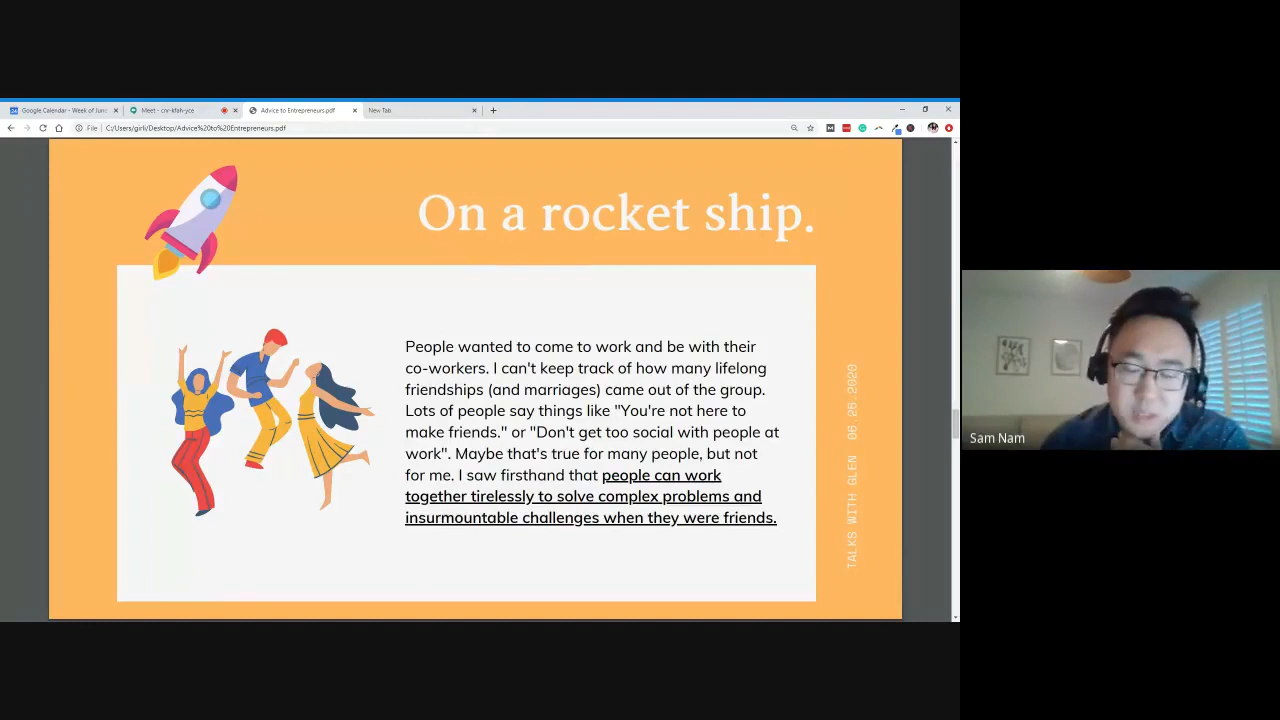 Google Calendar - Week of June
Meet - cnr-kfah-yce
Advice to Entrepreneurs.pdf
New Tab
File
C:/Users/girli/Desktop/Advice%20to%20Entrepreneurs.pdf
On a rocket ship.
People wanted to come to work and be with their
co-workers. I can't keep track of how many lifelong
friendships (and marriages) came out of the group.
Lots of people say things like "You're not here to
make friends." or "Don't get too social with people at
work". Maybe that's true for many people, but not
for me. I saw firsthand that people can work
together tirelessly to solve complex problems and
insurmountable challenges when they were friends.
TALKS WITH GLEN 06 28.2020
Sam Nam